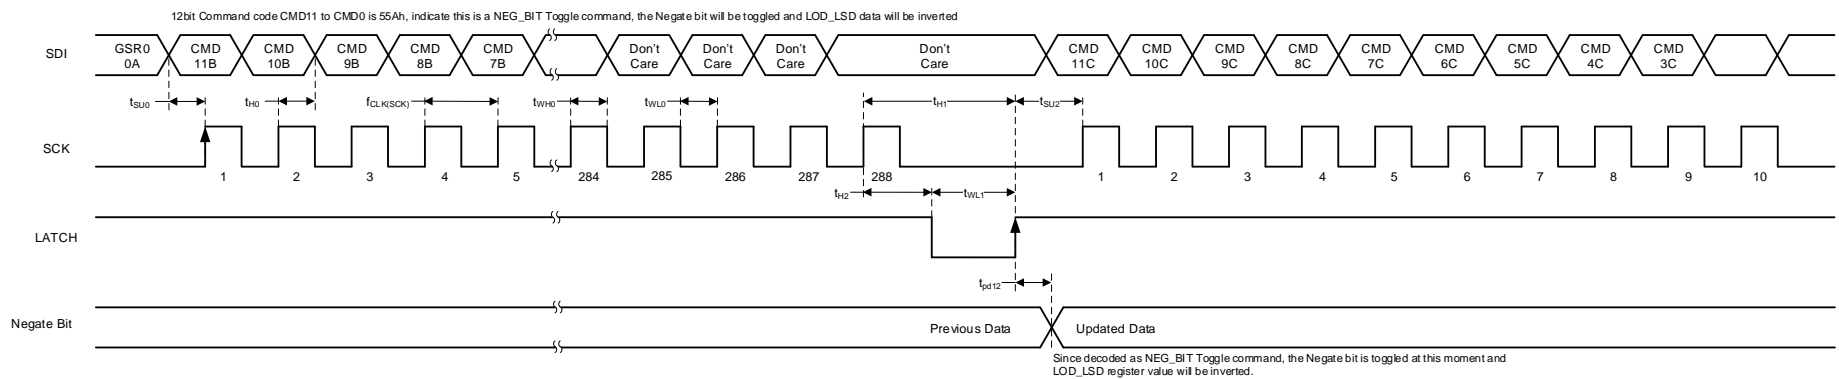 12bit Command code CMD11 to CMD0 is 55Ah, indicate this is a NEG_BIT Toggle command, the Negate bit will be toggled and LOD_LSD data will be inverted
SDI
GSR0 0A
CMD 11B
CMD 10B
CMD 9B
CMD 8B
CMD 7B
Don't Care
Don't Care
Don't Care
Don't Care
CMD 11C
CMD 10C
CMD 9C
CMD 8C
CMD 7C
CMD 6C
CMD 5C
CMD 4C
CMD 3C
tSU0
tH0
fCLK(SCK)
tWH0
tWL0
tH1
tSU2
SCK
1 2 3 4 5 284 285 286 287 288 1 2 3 4 5 6 7 8 9 10
tH2
tWL1
LATCH
tpd12
Negate Bit
Previous Data
Updated Data
Since decoded as NEG_BIT Toggle command, the Negate bit is toggled at this moment and
LOD_LSD register value will be inverted.